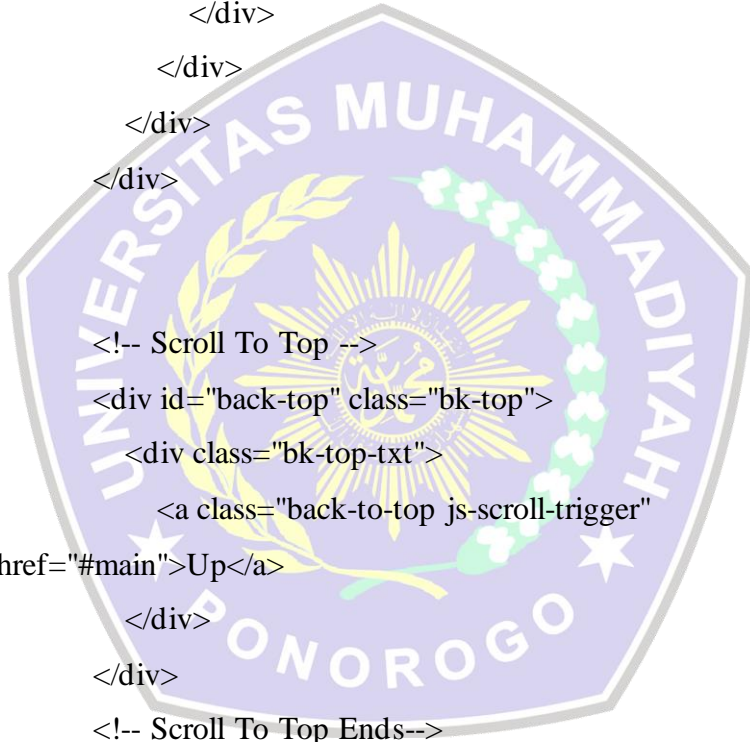 </div>
</div>
</div>
</div>
UNIVERSITAS MUHAMMADIYAH
<!-- Scroll To Top -->
<div id="back-top" class="bk-top">
<div class="bk-top-txt">
<a class="back-to-top js-scroll-trigger"
href="#main">Up</a>
</div>
PONOROGO
</div>
<!-- Scroll To Top Ends-->